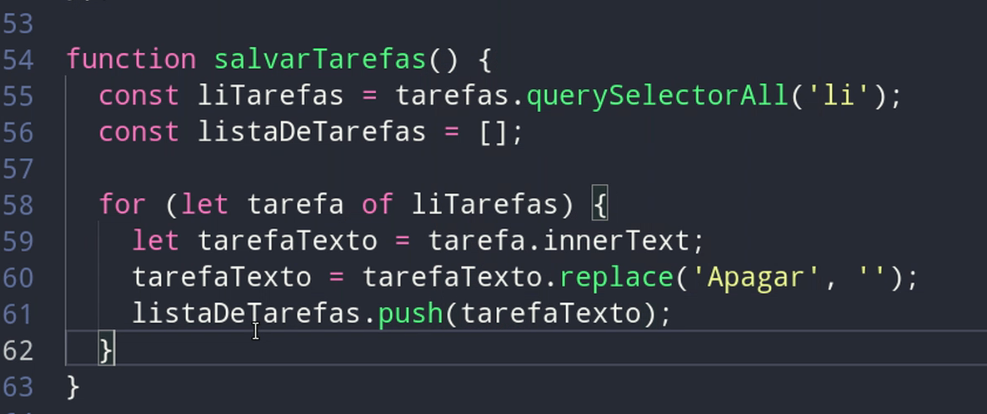 53
54 function salvarTarefas() {
55   const liTarefas = tarefas.querySelectorAll('li');
56   const listaDeTarefas = [];
57
58   for (let tarefa of liTarefas) {
59     let tarefaTexto = tarefa.innerText;
60     tarefaTexto = tarefaTexto.replace('Apagar', '');
61     listaDeTarefas.push(tarefaTexto);
62   }
63 }